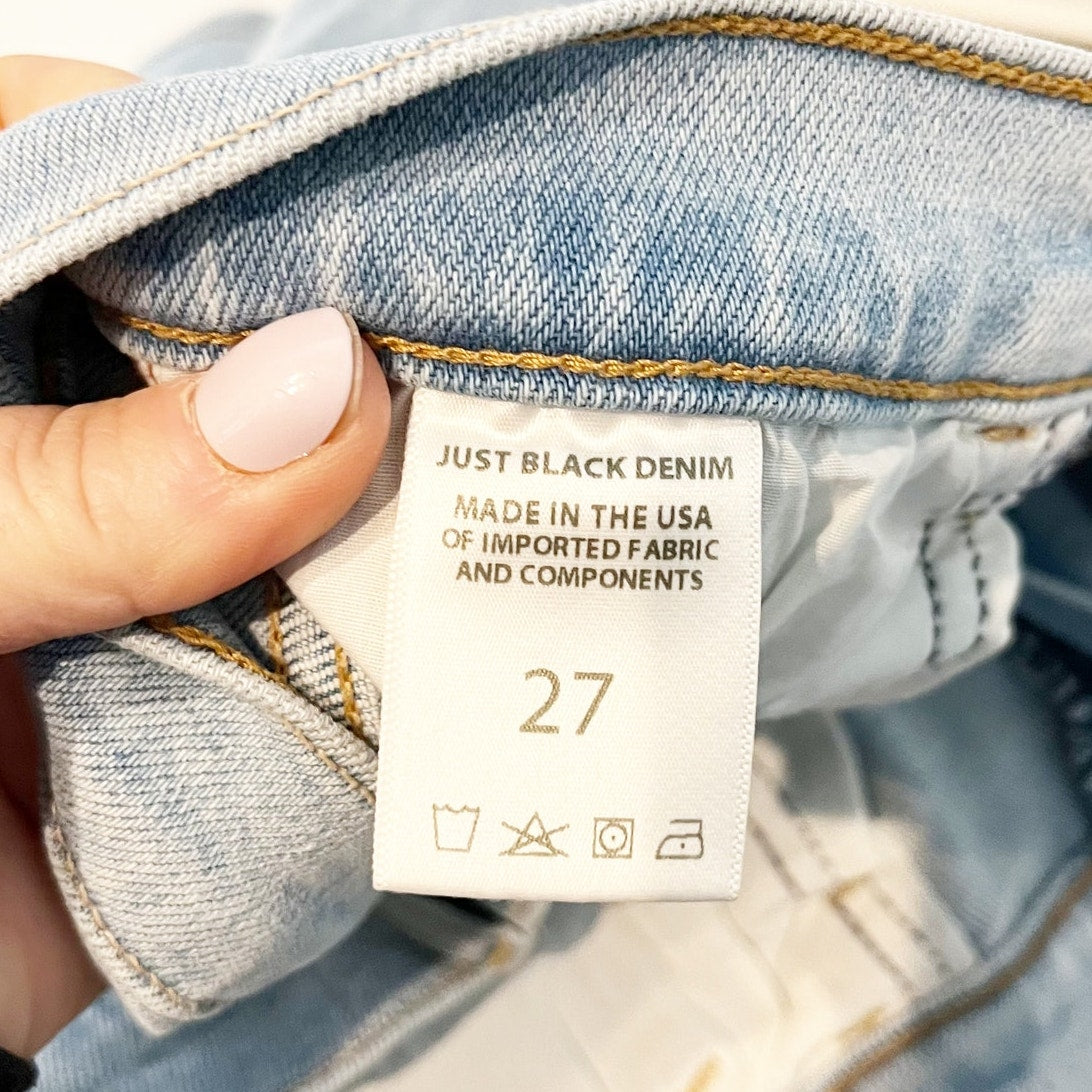 JUST BLACK DENIM
MADE IN THE USA
OF IMPORTED FABRIC
AND COMPONENTS
27